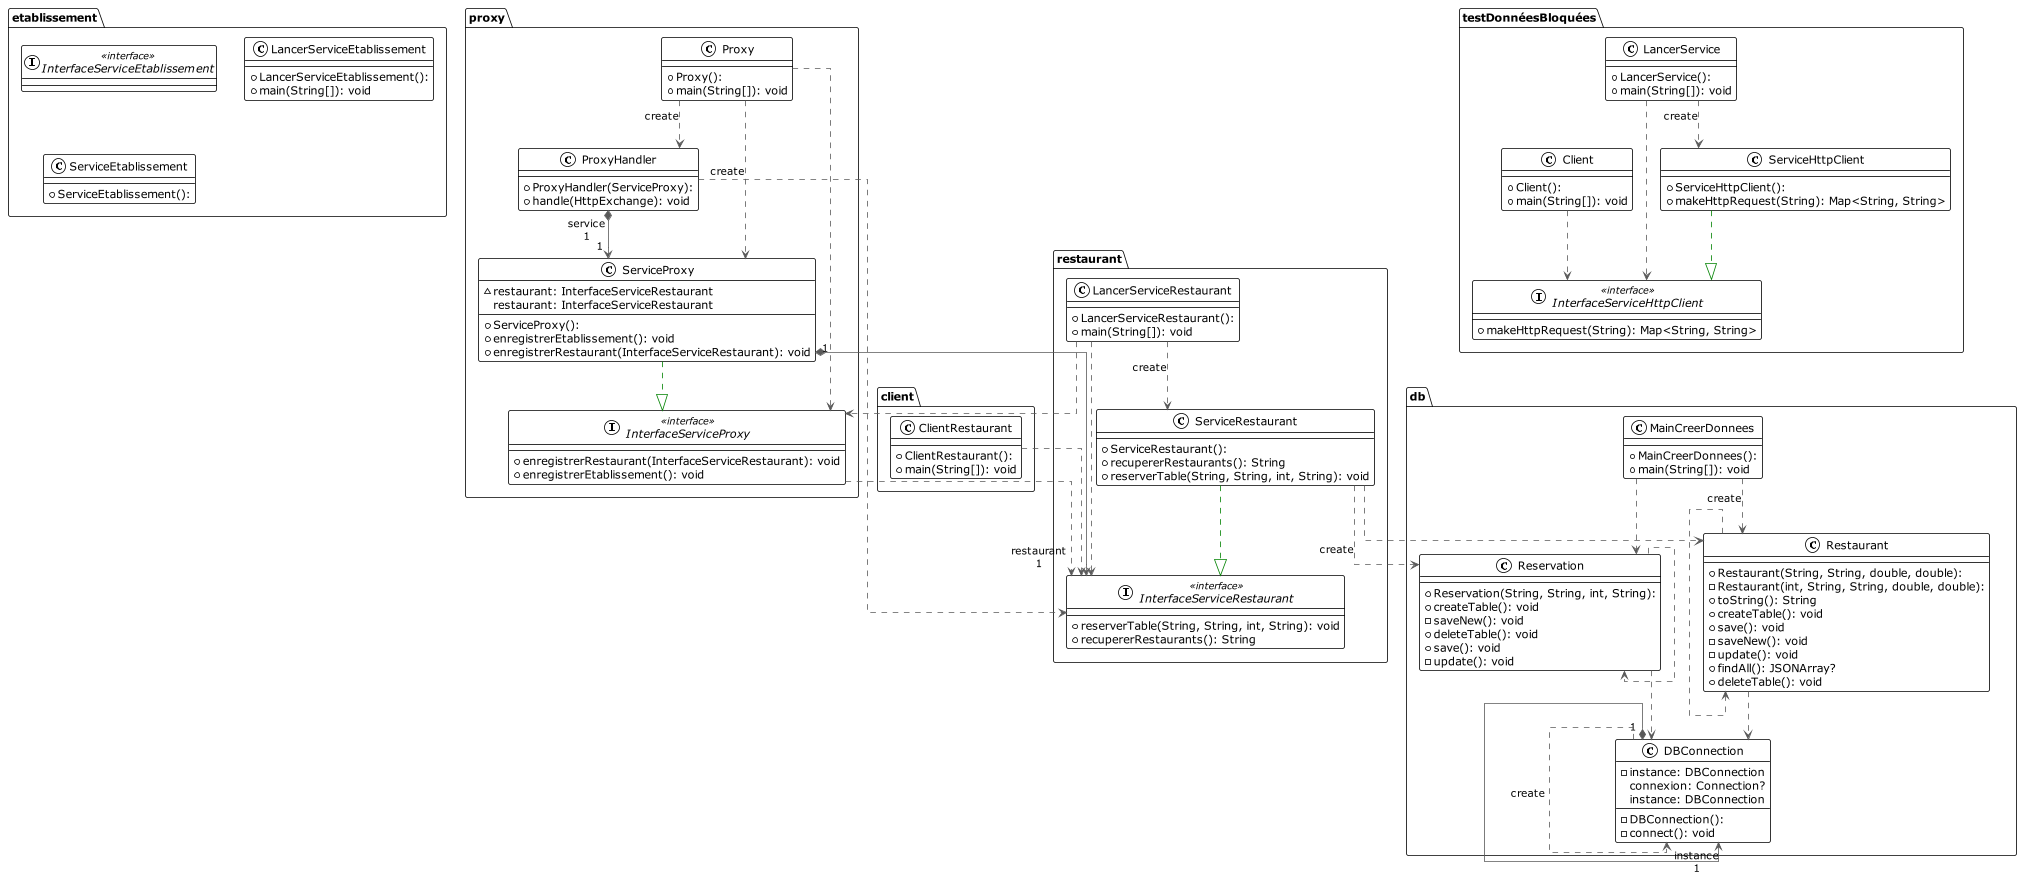 etablissement
«interface»
I InterfaceServiceEtablissement
C LancerServiceEtablissement
LancerServiceEtablissement():
main(String[]): void
C ServiceEtablissement
ServiceEtablissement():
proxy
C Proxy
Proxy():
main(String[]): void
create
create
C ProxyHandler
ProxyHandler(ServiceProxy):
handle(HttpExchange): void
service
1
1
C ServiceProxy
restaurant: InterfaceServiceRestaurant
restaurant: InterfaceServiceRestaurant
ServiceProxy():
enregistrerEtablissement(): void
enregistrerRestaurant(InterfaceServiceRestaurant): void
1
«interface»
I InterfaceServiceProxy
enregistrerRestaurant(InterfaceServiceRestaurant): void
enregistrerEtablissement(): void
client
C ClientRestaurant
ClientRestaurant():
main(String[]): void
restaurant
C LancerServiceRestaurant
LancerServiceRestaurant():
main(String[]): void
create
C ServiceRestaurant
ServiceRestaurant():
recupererRestaurants(): String
reserverTable(String, String, int, String): void
restaurant
1
create
«interface»
I InterfaceServiceRestaurant
reserverTable(String, String, int, String): void
recupererRestaurants(): String
testDonnéesBloquées
C LancerService
LancerService():
main(String[]): void
create
C Client
Client():
main(String[]): void
C ServiceHttpClient
ServiceHttpClient():
makeHttpRequest(String): Map<String, String>
«interface»
I InterfaceServiceHttpClient
makeHttpRequest(String): Map<String, String>
db
C MainCreerDonnees
MainCreerDonnees():
main(String[]): void
create
C Reservation
Reservation(String, String, int, String):
createTable(): void
saveNew(): void
deleteTable(): void
save(): void
update(): void
C Restaurant
Restaurant(String, String, double, double):
Restaurant(int, String, String, double, double):
toString(): String
createTable(): void
save(): void
saveNew(): void
update(): void
findAll(): JSONArray?
deleteTable(): void
1
C DBConnection
instance: DBConnection
connexion: Connection?
instance: DBConnection
DBConnection():
connect(): void
create
instance
1